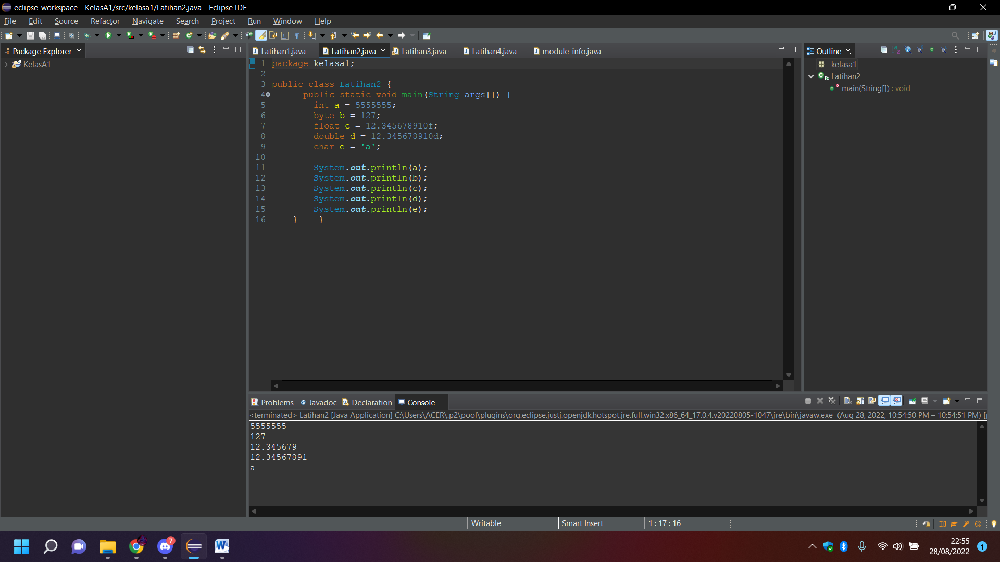 eclipse-workspace - KelasA1/src/kelasa1/Latihan2.java - Eclipse IDE
File Edit Source Refactor Navigate Search Project Run Window Help
Package Explorer
KelasA1
Latihan1.java Latihan2.java Latihan3.java Latihan4.java module-info.java
1 package kelasa1;
2
3 public class Latihan2 {
4 public static void main(String args[]) {
5 int a = 5555555;
6 byte b = 127;
7 float c = 12.345678910f;
8 double d = 12.345678910d;
9 char e = 'a';
10
11 System.out.println(a);
12 System.out.println(b);
13 System.out.println(c);
14 System.out.println(d);
15 System.out.println(e);
16 } }
Outline
kelasa1
Latihan2
main(String[]) : void
Problems Javadoc Declaration Console
<terminated> Latihan2 [Java Application] C:\Users\ACER\.p2\pool\plugins\org.eclipse.justj.openjdk.hotspot.jre.full.win32.x86_64_17.0.4.v20220805-1047\jre\bin\javaw.exe (Aug 28, 2022, 10:54:50 PM – 10:54:51 PM) [
5555555
127
12.345679
12.34567891
a
Writable Smart Insert 1 : 17 : 16
7
22:55
28/08/2022
1